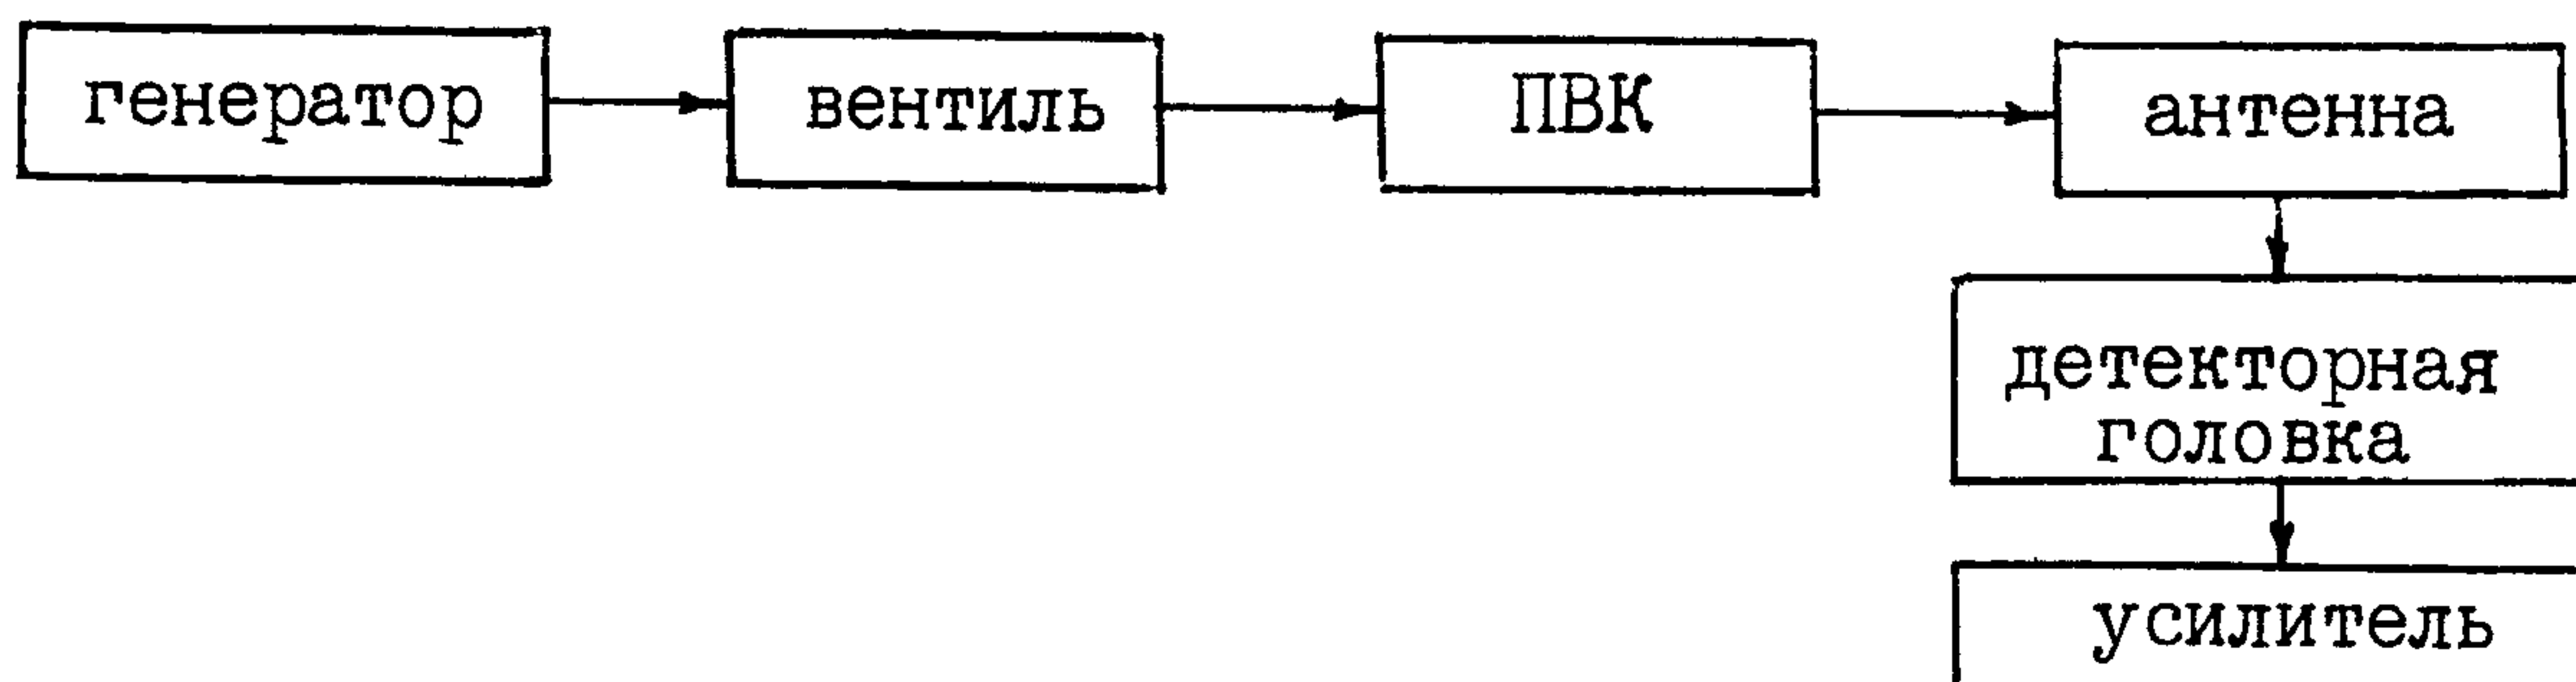 генератор
вентиль
ПВК
антенна
детекторная
головка
усилитель